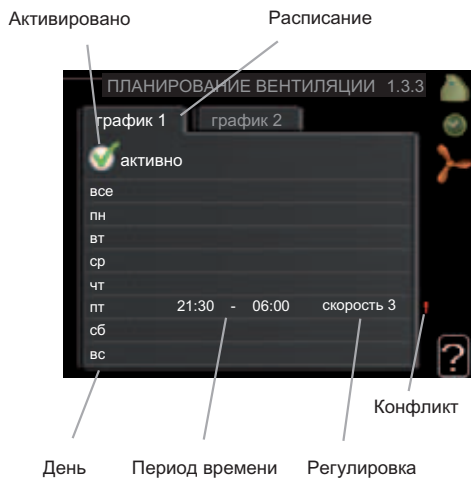 Активировано
Расписание
ПЛАНИРОВАНИЕ ВЕНТИЛЯЦИИ 1.3.3
график 1
график 2
активно
все
пн
вт
ср
чт
пт 21:30 - 06:00 скорость 3 !
сб
вс
?
Конфликт
День
Период времени
Регулировка